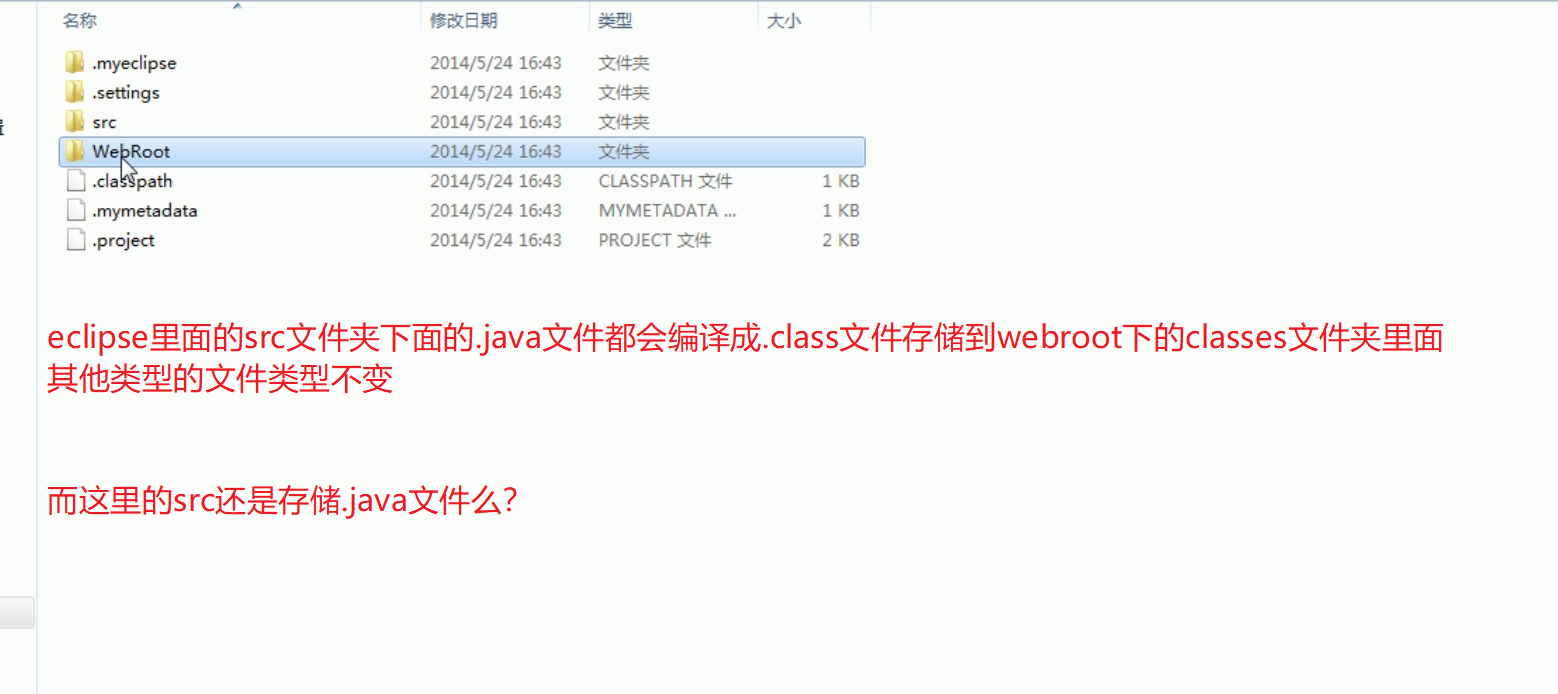 名称 修改日期 类型 大小
.myeclipse 2014/5/24 16:43 文件夹
.settings 2014/5/24 16:43 文件夹
src 2014/5/24 16:43 文件夹
WebRoot 2014/5/24 16:43 文件夹
.classpath 2014/5/24 16:43 CLASSPATH 文件 1 KB
.mymetadata 2014/5/24 16:43 MYMETADATA ... 1 KB
.project 2014/5/24 16:43 PROJECT 文件 2 KB
eclipse里面的src文件夹下面的.java文件都会编译成.class文件存储到webroot下的classes文件夹里面
其他类型的文件类型不变
而这里的src还是存储.java文件么?